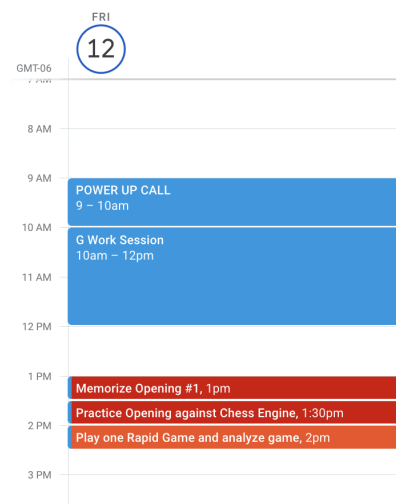 FRI
12
GMT-06
7 AM
8 AM
9 AM
POWER UP CALL
9 – 10am
10 AM
G Work Session
10am – 12pm
11 AM
12 PM
1 PM
Memorize Opening #1, 1pm
Practice Opening against Chess Engine, 1:30pm
2 PM
Play one Rapid Game and analyze game, 2pm
3 PM